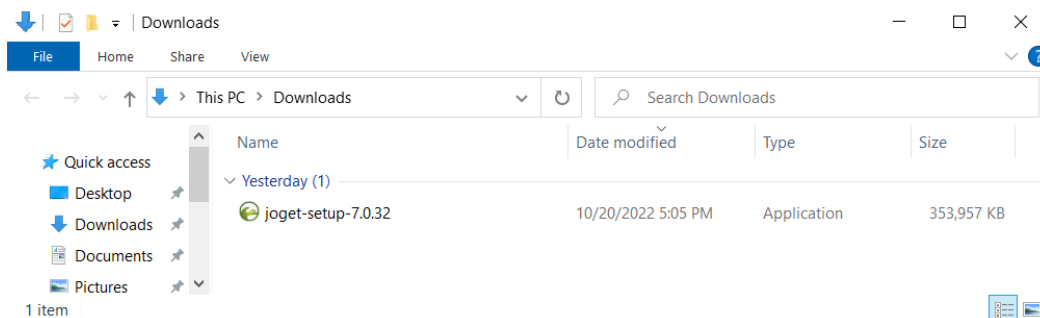 Downloads
File Home Share View ?
This PC > Downloads Search Downloads
Name Date modified Type Size
Quick access
Yesterday (1)
Desktop
joget-setup-7.0.32 10/20/2022 5:05 PM Application 353,957 KB
Downloads
Documents
Pictures
1 item